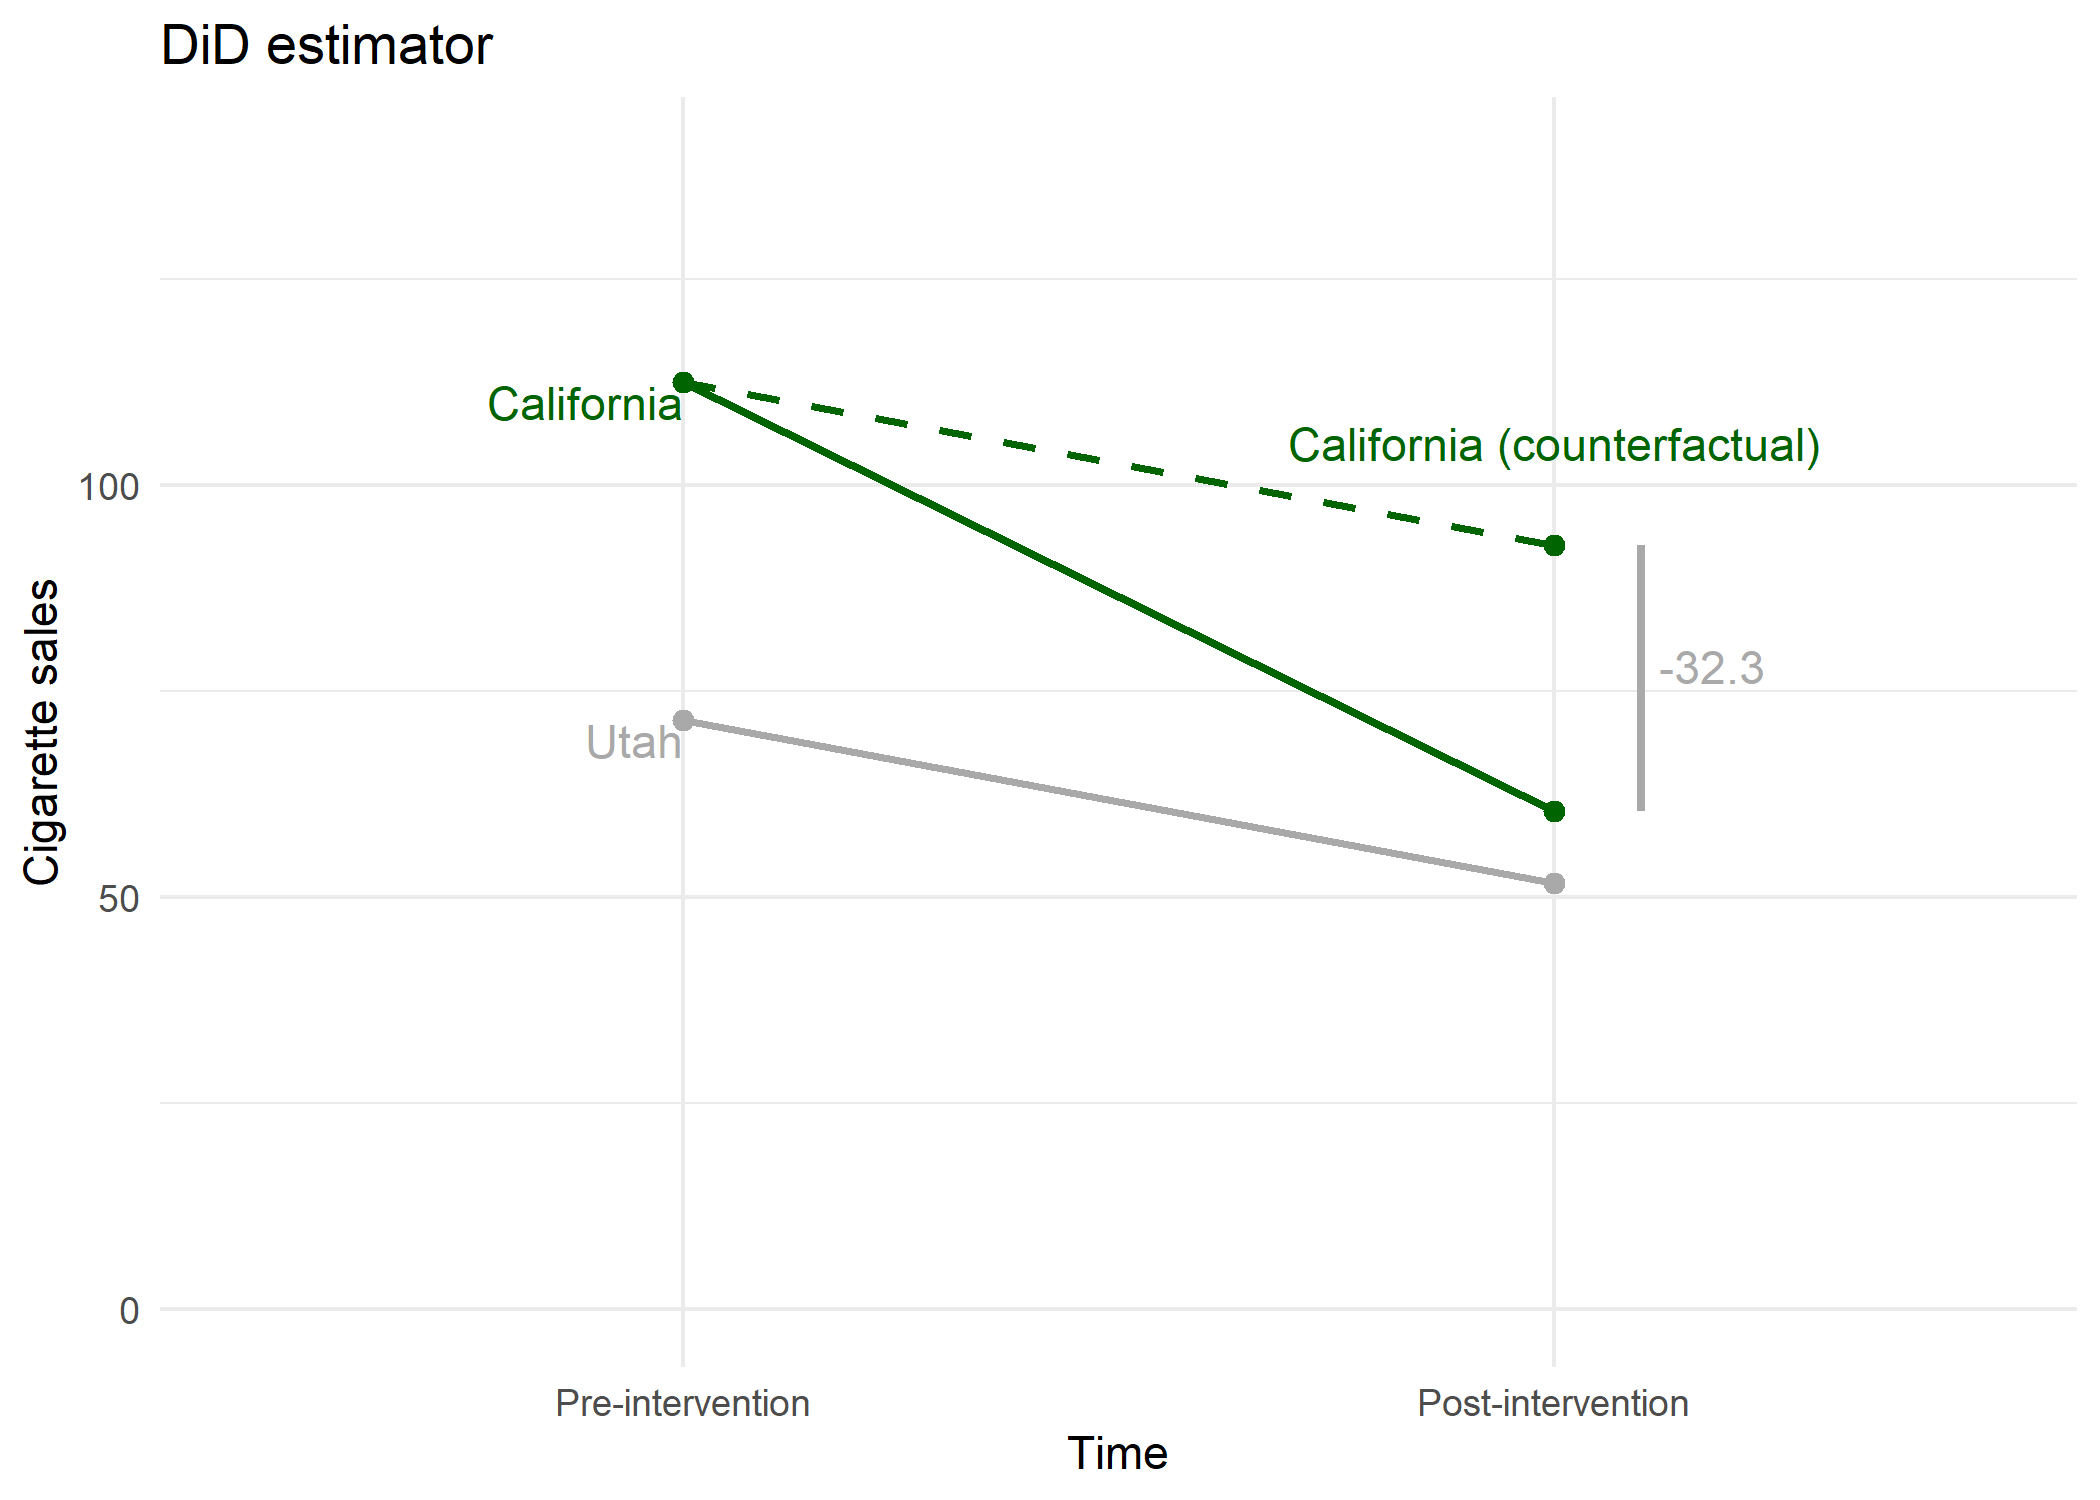 DiD estimator
California
California (counterfactual)
100
Cigarette sales
-32.3
Utah
50
0
Pre-intervention
Post-intervention
Time